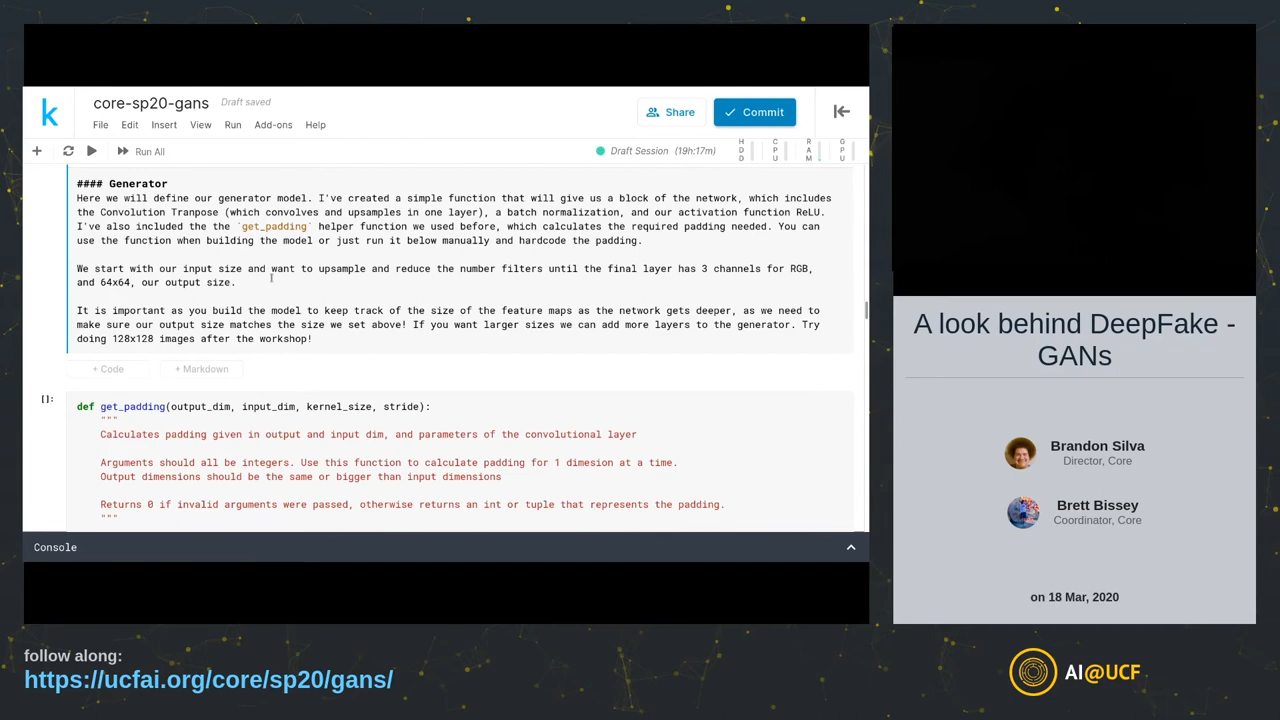 k
core-sp20-gans
Draft saved
File Edit Insert View Run Add-ons Help
Share
Commit
Run All
Draft Session (19h:17m)
HDD CPU RAM GPU
#### Generator
Here we will define our generator model. I've created a simple function that will give us a block of the network, which includes
the Convolution Tranpose (which convolves and upsamples in one layer), a batch normalization, and our activation function ReLU.
I've also included the the `get_padding` helper function we used before, which calculates the required padding needed. You can
use the function when building the model or just run it below manually and hardcode the padding.
We start with our input size and want to upsample and reduce the number filters until the final layer has 3 channels for RGB,
and 64x64, our output size.
It is important as you build the model to keep track of the size of the feature maps as the network gets deeper, as we need to
make sure our output size matches the size we set above! If you want larger sizes we can add more layers to the generator. Try
doing 128x128 images after the workshop!
+ Code + Markdown
[]:
def get_padding(output_dim, input_dim, kernel_size, stride):
"""
Calculates padding given in output and input dim, and parameters of the convolutional layer
Arguments should all be integers. Use this function to calculate padding for 1 dimesion at a time.
Output dimensions should be the same or bigger than input dimensions
Returns 0 if invalid arguments were passed, otherwise returns an int or tuple that represents the padding.
"""
Console
A look behind DeepFake -
GANs
Brandon Silva
Director, Core
Brett Bissey
Coordinator, Core
on 18 Mar, 2020
follow along:
https://ucfai.org/core/sp20/gans/
AI@UCF